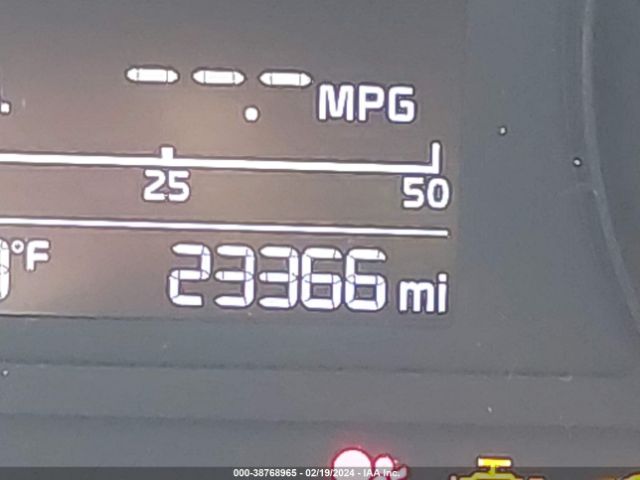 --.- MPG
25 50
°F 23366 mi
000-38768965 - 02/19/2024 - IAA Inc.